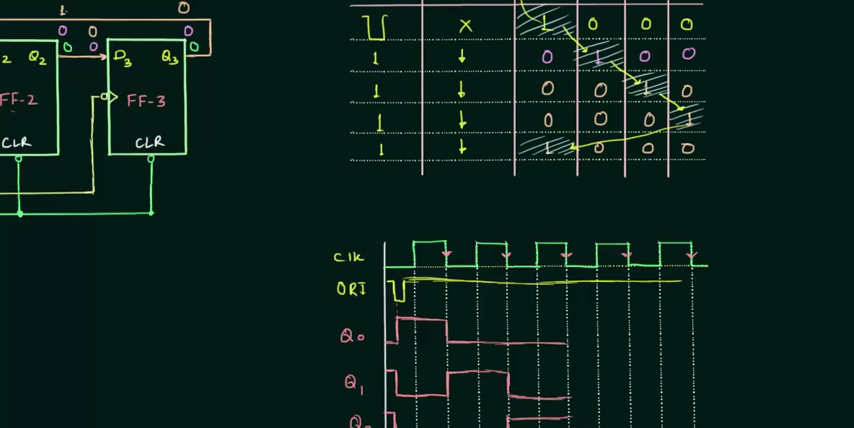 1 0
0 0 0
2 Q2 0 0 D3 Q3 0
FF-2 FF-3
CLR CLR
X 1 0 0 0
1 ↓ 0 1 0 0
1 ↓ 0 0 1 0
1 ↓ 0 0 0 1
1 ↓ 1 0 0 0
Clk
ORI
Q0
Q1